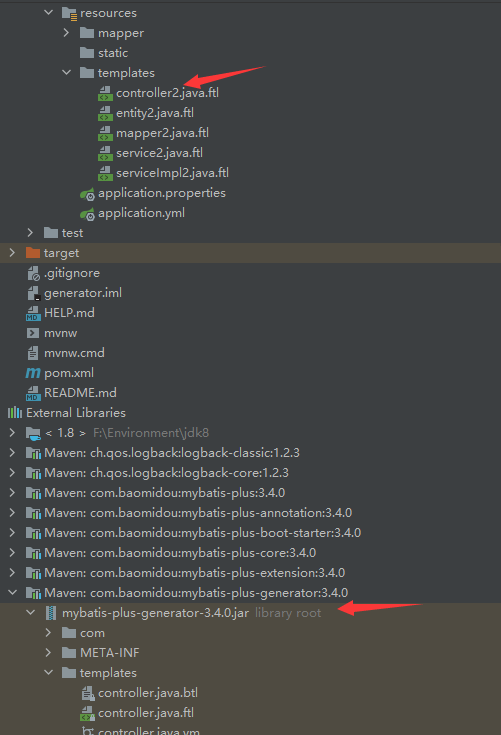 resources
mapper
static
templates
controller2.java.ftl
entity2.java.ftl
mapper2.java.ftl
service2.java.ftl
serviceImpl2.java.ftl
application.properties
application.yml
test
target
.gitignore
generator.iml
HELP.md
mvnw
mvnw.cmd
pom.xml
README.md
External Libraries
< 1.8 > F:\Environment\jdk8
Maven: ch.qos.logback:logback-classic:1.2.3
Maven: ch.qos.logback:logback-core:1.2.3
Maven: com.baomidou:mybatis-plus:3.4.0
Maven: com.baomidou:mybatis-plus-annotation:3.4.0
Maven: com.baomidou:mybatis-plus-boot-starter:3.4.0
Maven: com.baomidou:mybatis-plus-core:3.4.0
Maven: com.baomidou:mybatis-plus-extension:3.4.0
Maven: com.baomidou:mybatis-plus-generator:3.4.0
mybatis-plus-generator-3.4.0.jar library root
com
META-INF
templates
controller.java.btl
controller.java.ftl
controller.java.vm